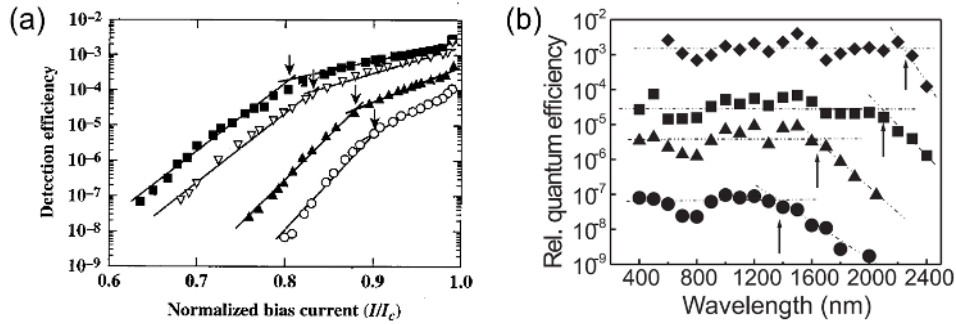 (a)
Detection efficiency
10⁻²
10⁻³
10⁻⁴
10⁻⁵
10⁻⁶
10⁻⁷
10⁻⁸
10⁻⁹
0.6 0.7 0.8 0.9 1.0
Normalized bias current (I/I_c)
(b)
Rel. quantum efficiency
10⁻²
10⁻³
10⁻⁴
10⁻⁵
10⁻⁶
10⁻⁷
10⁻⁸
10⁻⁹
400 800 1200 1600 2000 2400
Wavelength (nm)